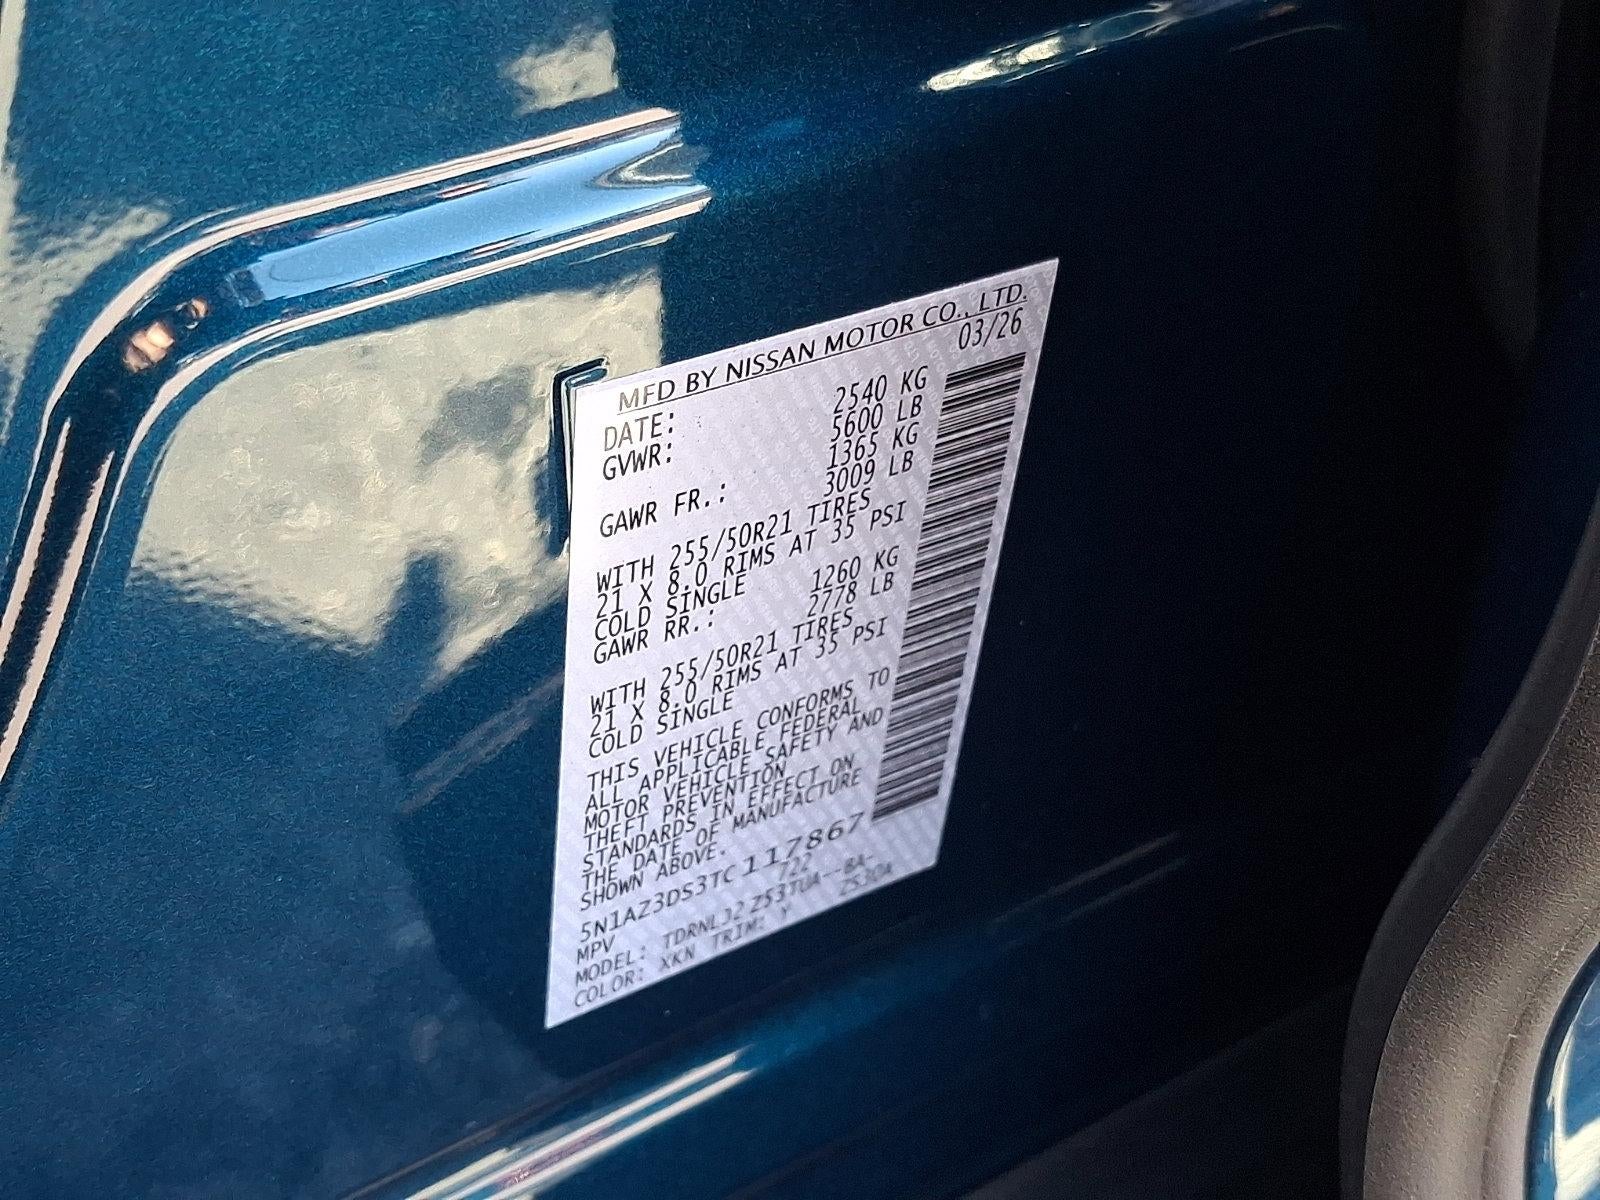 MFD BY NISSAN MOTOR CO., LTD.
DATE: 03/26
GVWR: 2540 KG
5600 LB
GAWR FR.: 1365 KG
3009 LB
WITH 255/50R21 TIRES
21 X 8.0 RIMS AT 35 PSI
COLD SINGLE
GAWR RR.: 1260 KG
2778 LB
WITH 255/50R21 TIRES
21 X 8.0 RIMS AT 35 PSI
COLD SINGLE
THIS VEHICLE CONFORMS TO
ALL APPLICABLE FEDERAL
MOTOR VEHICLE SAFETY AND
THEFT PREVENTION
STANDARDS IN EFFECT ON
THE DATE OF MANUFACTURE
SHOWN ABOVE.
5N1AZ3DS3TC117867
MPV 722
MODEL: TDRNLJ2 Z53TUA--BA-
COLOR: XKN TRIM: Y